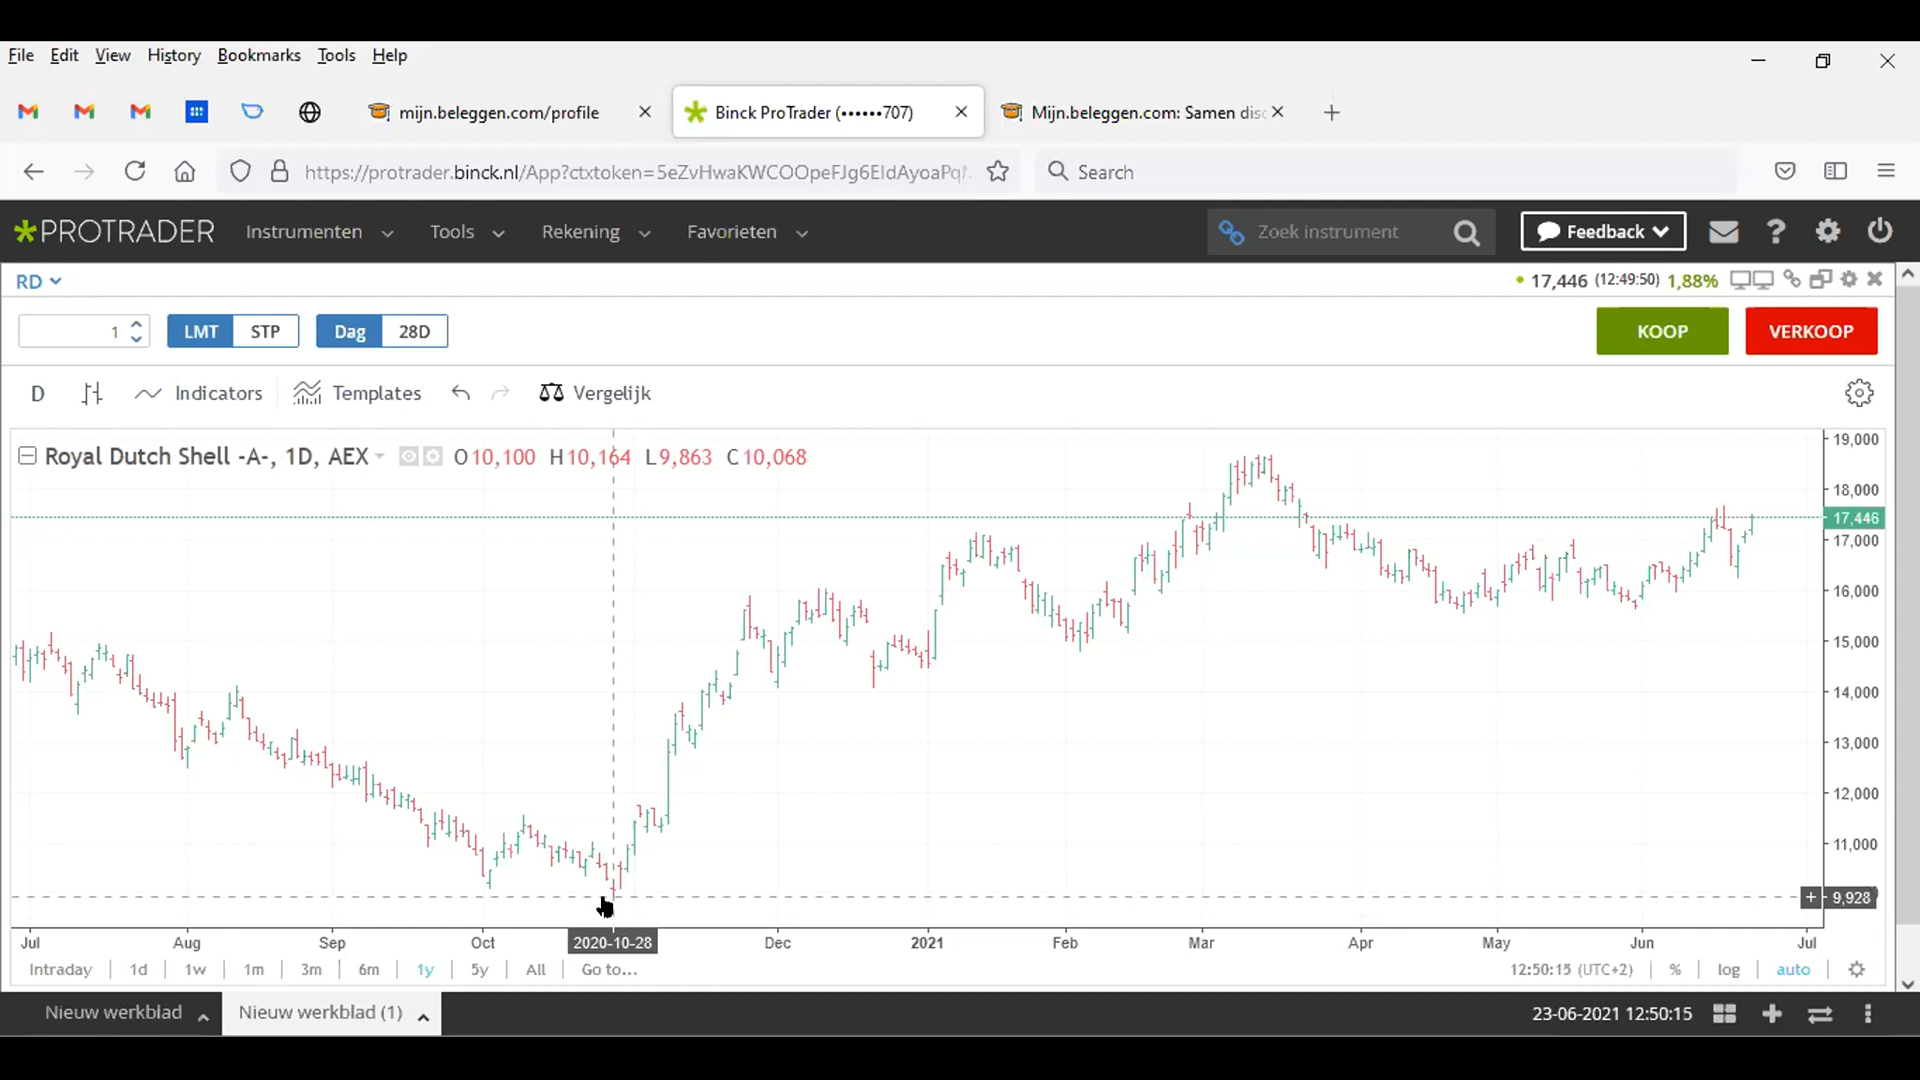 File Edit View History Bookmarks Tools Help
mijn.beleggen.com/profile
Binck ProTrader (••••••707)
Mijn.beleggen.com: Samen disc
https://protrader.binck.nl/App?ctxtoken=
Search
PROTRADER
Instrumenten Tools Rekening Favorieten
Zoek instrument
Feedback
RD
17,446 (12:49:50) 1,88%
1 LMT STP Dag 28D KOOP VERKOOP
D Indicators Templates Vergelijk
Royal Dutch Shell -A-, 1D, AEX O10,100 H10,164 L9,863 C10,068
19,000
18,000
17,446
17,000
16,000
15,000
14,000
13,000
12,000
11,000
+ 9,928
Jul Aug Sep Oct 2020-10-28 Dec 2021 Feb Mar Apr May Jun Jul
Intraday 1d 1w 1m 3m 6m 1y 5y All Go to... 12:50:15 (UTC+2) % log auto
Nieuw werkblad Nieuw werkblad (1) 23-06-2021 12:50:15